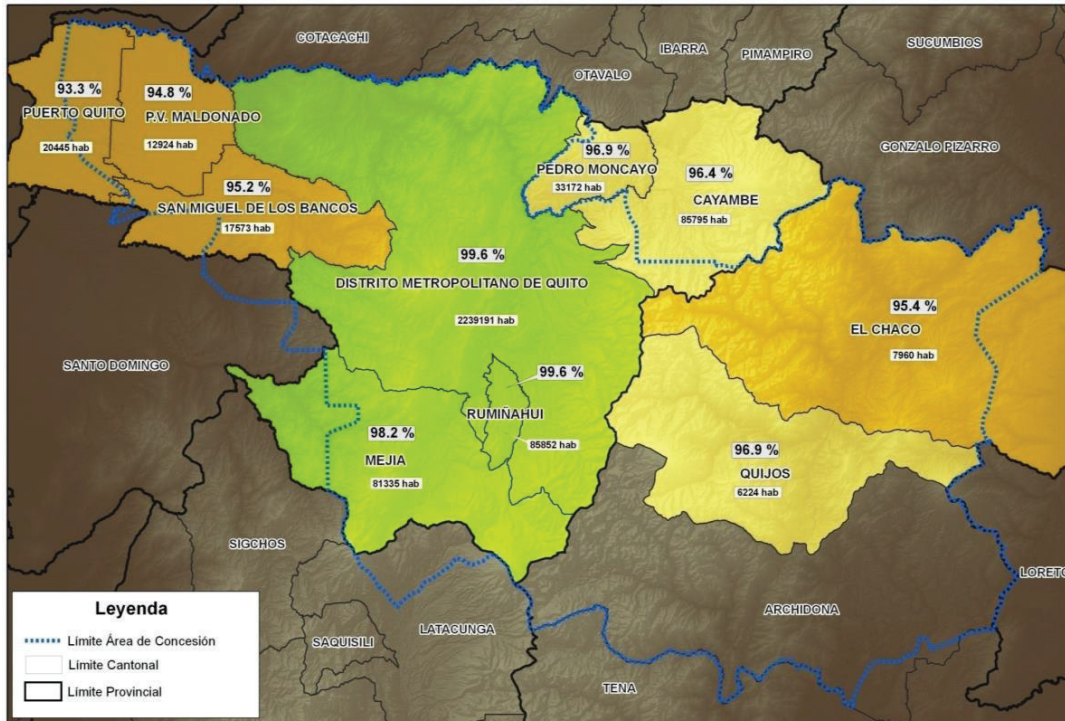 COTACACHI
IBARRA
PIMAMPIRO
SUCUMBIOS
OTAVALO
GONZALO PIZARRO
93.3 %
PUERTO QUITO
20445 hab
94.8 %
P.V. MALDONADO
12924 hab
95.2 %
SAN MIGUEL DE LOS BANCOS
17573 hab
96.9 %
PEDRO MONCAYO
33172 hab
96.4 %
CAYAMBE
85795 hab
99.6 %
DISTRITO METROPOLITANO DE QUITO
2239191 hab
95.4 %
EL CHACO
7960 hab
SANTO DOMINGO
99.6 %
RUMIÑAHUI
85852 hab
98.2 %
MEJIA
81335 hab
96.9 %
QUIJOS
6224 hab
SIGCHOS
SAQUISILI
LATACUNGA
ARCHIDONA
LORETO
TENA
Leyenda
Límite Área de Concesión
Límite Cantonal
Límite Provincial